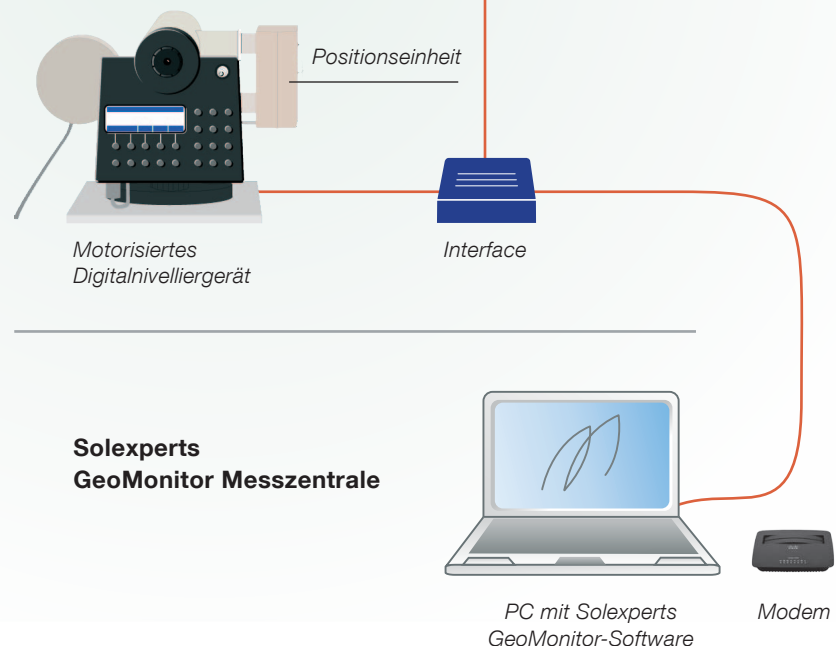 Positionseinheit
Motorisiertes
Digitalnivelliergerät
Interface
Solexperts
GeoMonitor Messzentrale
PC mit Solexperts
GeoMonitor-Software
Modem